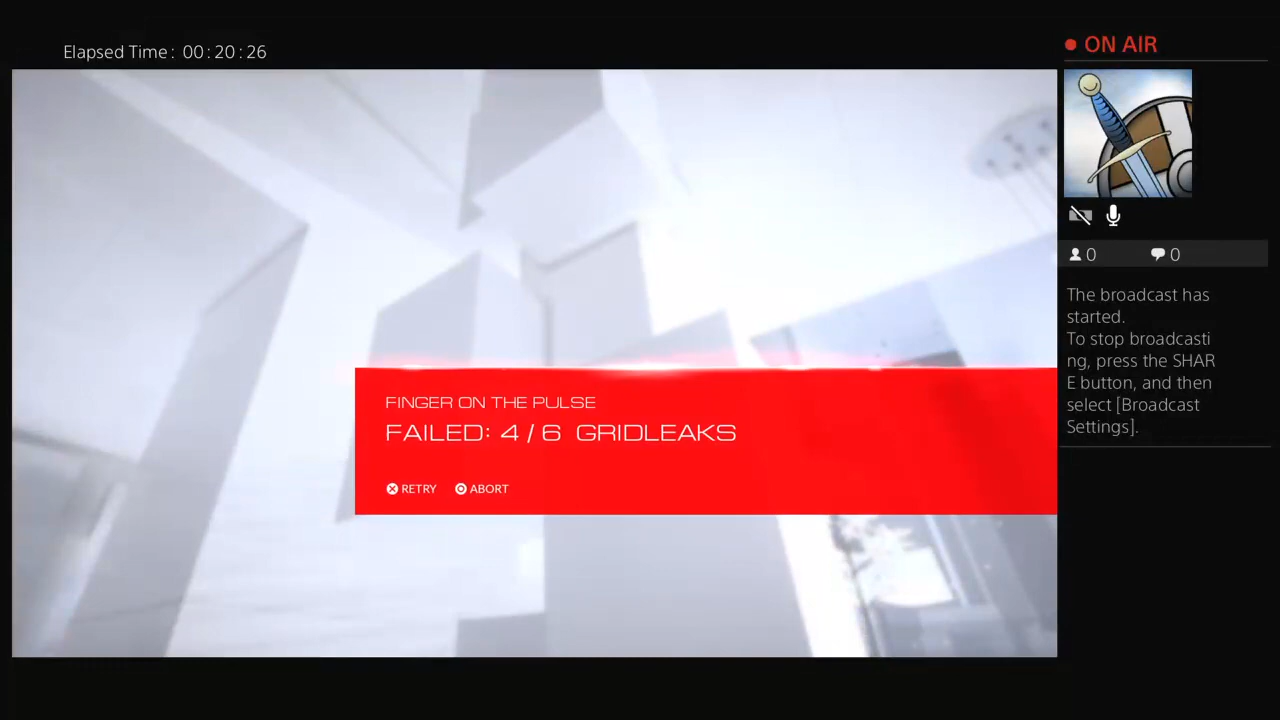 Elapsed Time: 00:20:26
ON AIR
0
0
The broadcast has
started.
To stop broadcasti
ng, press the SHAR
E button, and then
select [Broadcast
Settings].
FINGER ON THE PULSE
FAILED: 4 / 6 GRIDLEAKS
RETRY
ABORT